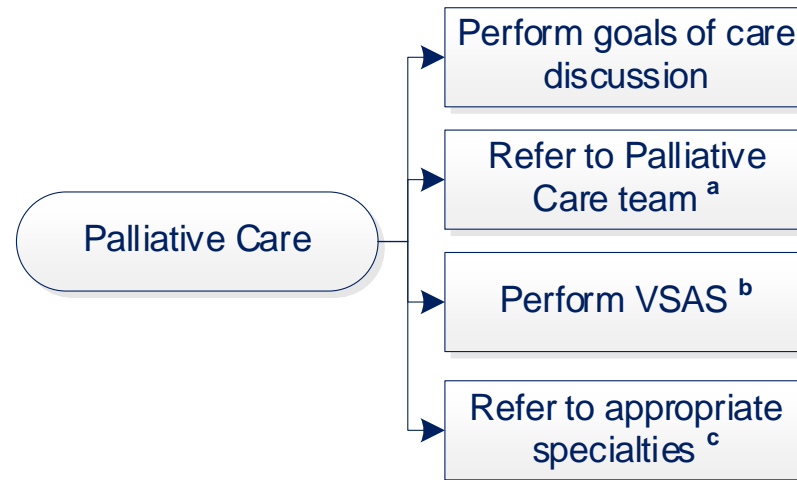 Perform goals of care
discussion
Refer to Palliative
Care team a
Palliative Care
Perform VSAS b
Refer to appropriate
specialties c